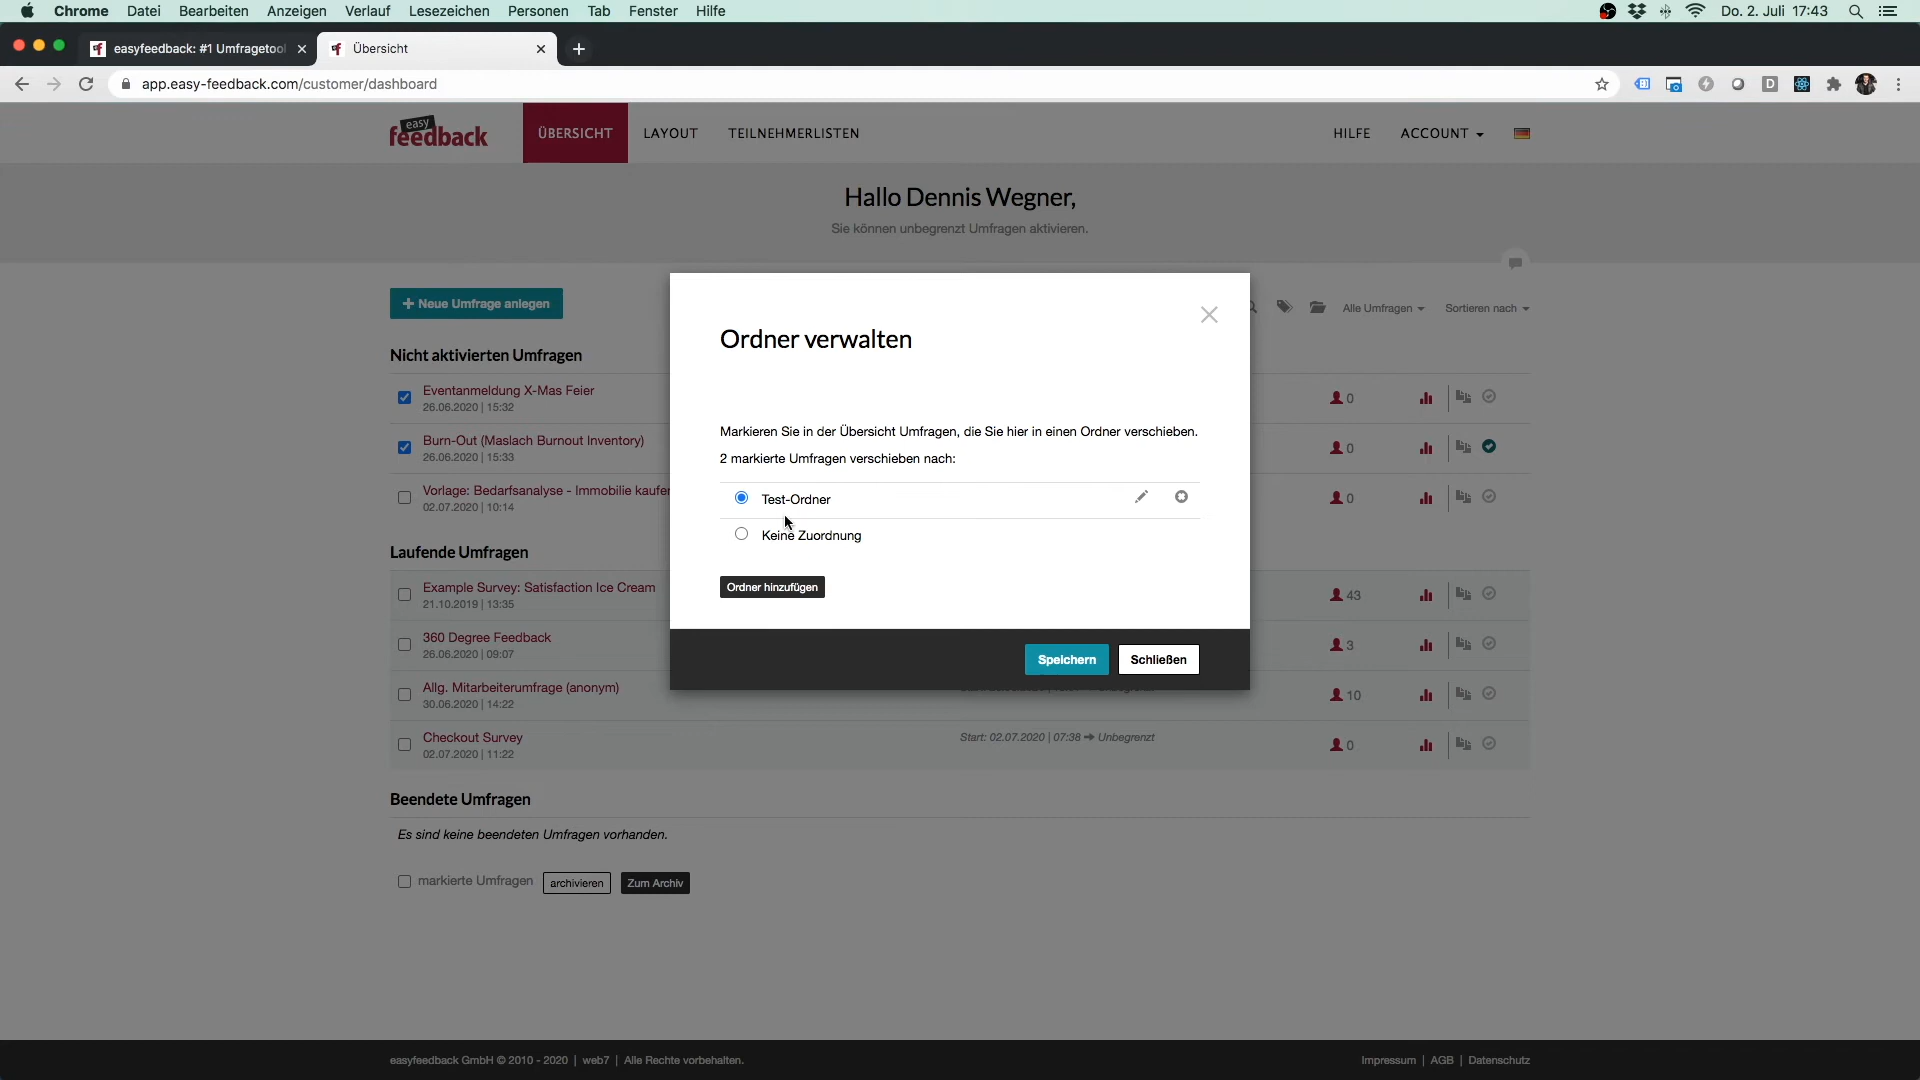 Chrome Datei Bearbeiten Anzeigen Verlauf Lesezeichen Personen Tab Fenster Hilfe Do. 2. Juli 17:43
easyfeedback: #1 Umfragetool Übersicht
app.easy-feedback.com/customer/dashboard
easy feedback ÜBERSICHT LAYOUT TEILNEHMERLISTEN HILFE ACCOUNT
Hallo Dennis Wegner,
Sie können unbegrenzt Umfragen aktivieren.
Neue Umfrage anlegen Alle Umfragen Sortieren nach
Ordner verwalten
Nicht aktivierten Umfragen
Eventanmeldung X-Mas Feier 0
26.06.2020 | 15:32
Markieren Sie in der Übersicht Umfragen, die Sie hier in einen Ordner verschieben.
Burn-Out (Maslach Burnout Inventory) 0
26.06.2020 | 15:33
2 markierte Umfragen verschieben nach:
Vorlage: Bedarfsanalyse - Immobilie kaufen 0
02.07.2020 | 10:14
Test-Ordner
Keine Zuordnung
Laufende Umfragen
Example Survey: Satisfaction Ice Cream 43
21.10.2019 | 13:35
Ordner hinzufügen
360 Degree Feedback 3
26.06.2020 | 09:07
Speichern Schließen
Allg. Mitarbeiterumfrage (anonym) 10
30.06.2020 | 14:22
Checkout Survey Start: 02.07.2020 | 07:38 Unbegrenzt 0
02.07.2020 | 11:22
Beendete Umfragen
Es sind keine beendeten Umfragen vorhanden.
markierte Umfragen archivieren Zum Archiv
easyfeedback GmbH © 2010 - 2020 | web7 | Alle Rechte vorbehalten. Impressum | AGB | Datenschutz